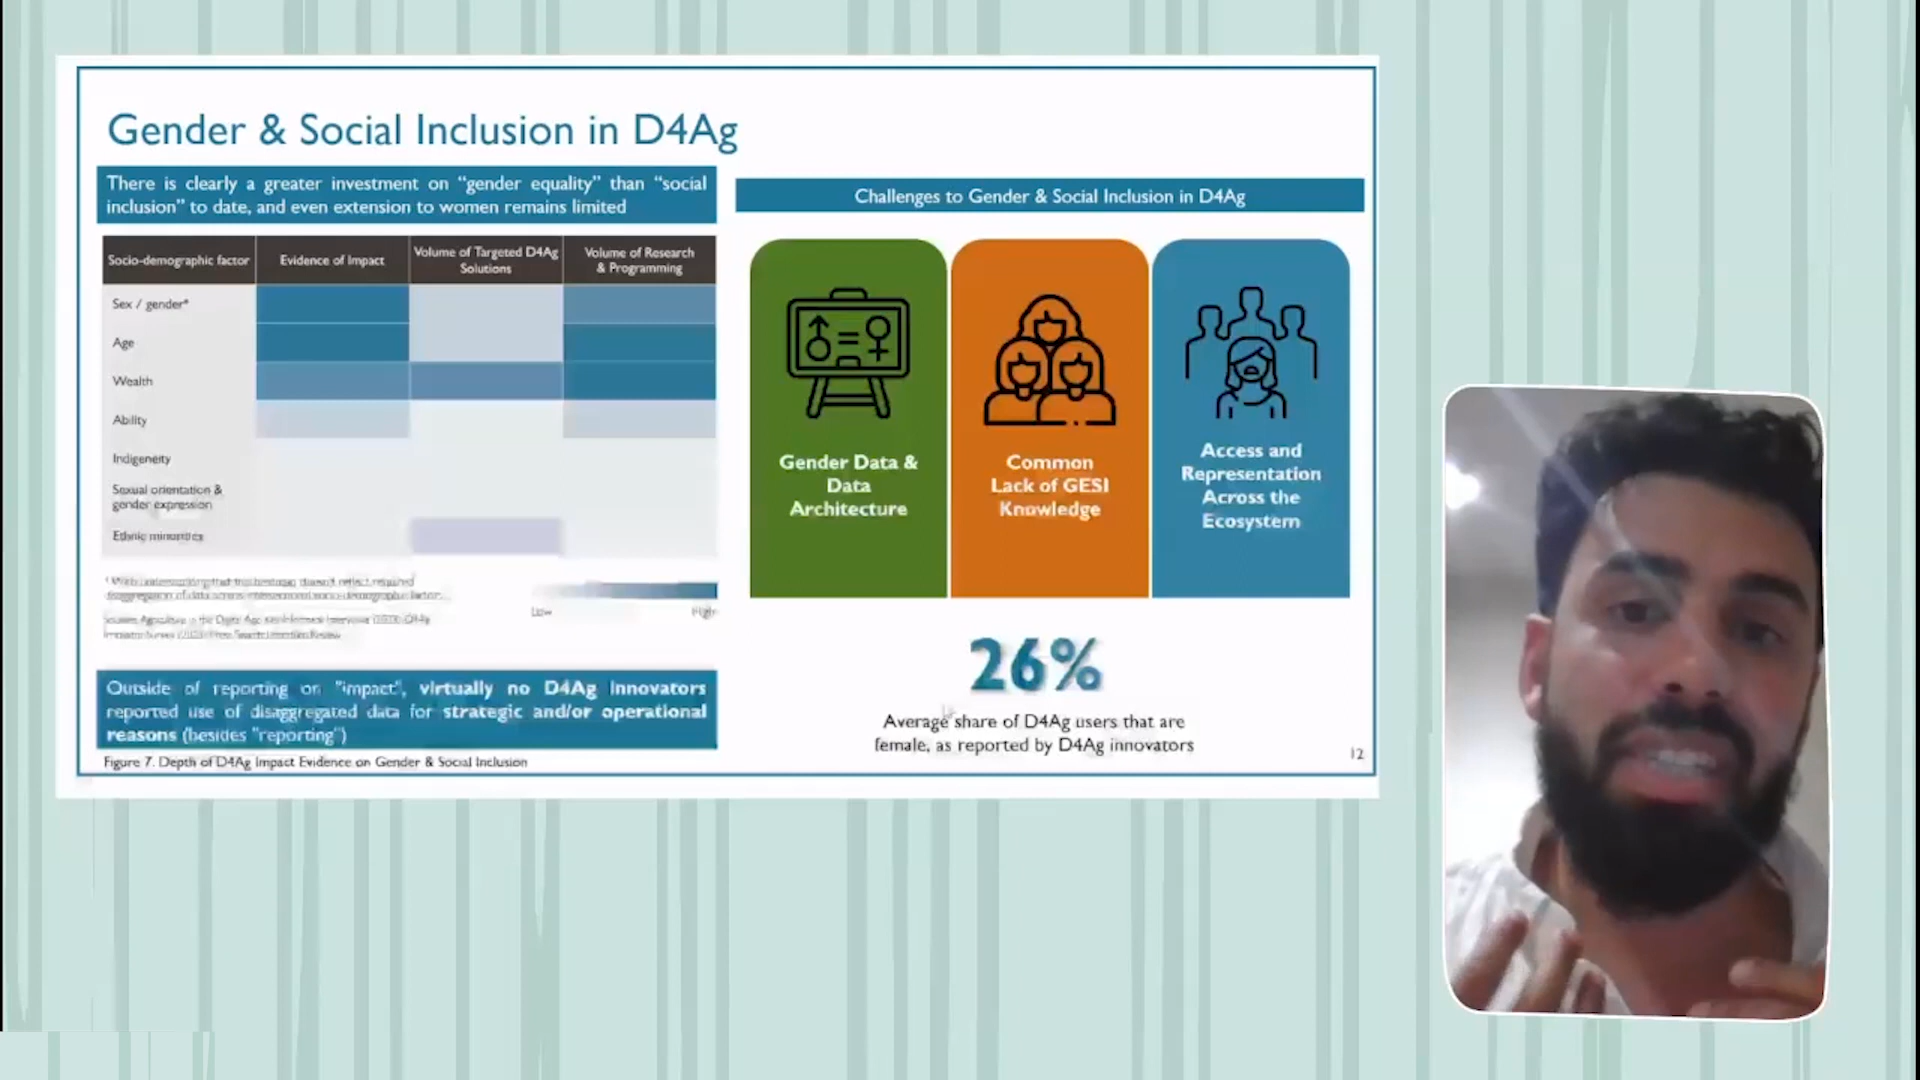 Gender & Social Inclusion in D4Ag
There is clearly a greater investment on "gender equality" than "social
inclusion" to date, and even extension to women remains limited
Socio-demographic factor
Evidence of Impact
Volume of Targeted D4Ag
Solutions
Volume of Research
& Programming
Sex / gender*
Age
Wealth
Ability
Indigeneity
Sexual orientation &
gender expression
Ethnic minorities
Low
High
Outside of reporting on "impact", virtually no D4Ag innovators
reported use of disaggregated data for strategic and/or operational
reasons (besides "reporting")
Figure 7. Depth of D4Ag Impact Evidence on Gender & Social Inclusion
Challenges to Gender & Social Inclusion in D4Ag
Gender Data &
Data
Architecture
Common
Lack of GESI
Knowledge
Access and
Representation
Across the
Ecosystem
26%
Average share of D4Ag users that are
female, as reported by D4Ag innovators
12